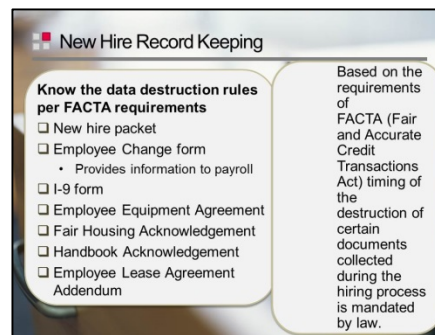 New Hire Record Keeping
Know the data destruction rules
per FACTA requirements
❑ New hire packet
❑ Employee Change form
• Provides information to payroll
❑ I-9 form
❑ Employee Equipment Agreement
❑ Fair Housing Acknowledgement
❑ Handbook Acknowledgement
❑ Employee Lease Agreement
Addendum
Based on the
requirements
of
FACTA (Fair
and Accurate
Credit
Transactions
Act) timing of
the
destruction of
certain
documents
collected
during the
hiring process
is mandated
by law.